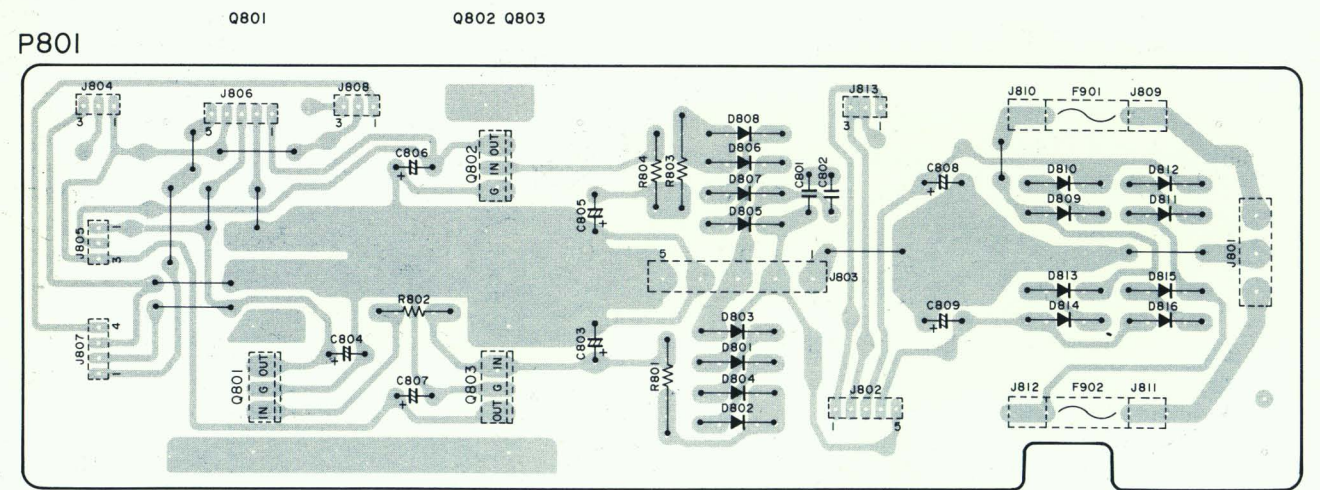 Q801 Q802 Q803
P801
J804 J806 J808 J813 J810 F901 J809
3 1 5 1 3 1 3 1
D808
C806 Q802 G IN OUT R804 R803 D806 C801 C802 C808 D810 D812
+ +
D807
C805 D809 D811
+
J805 1 3 D805
5 1 J803 J801
D813 D815
R802
J807 4 1 D803 C809 D814 D816
+
C804 C803 D801
+ +
Q801 IN G OUT C807 Q803 OUT G IN R801 D804 J802 J812 F902 J811
+
D802 1 5